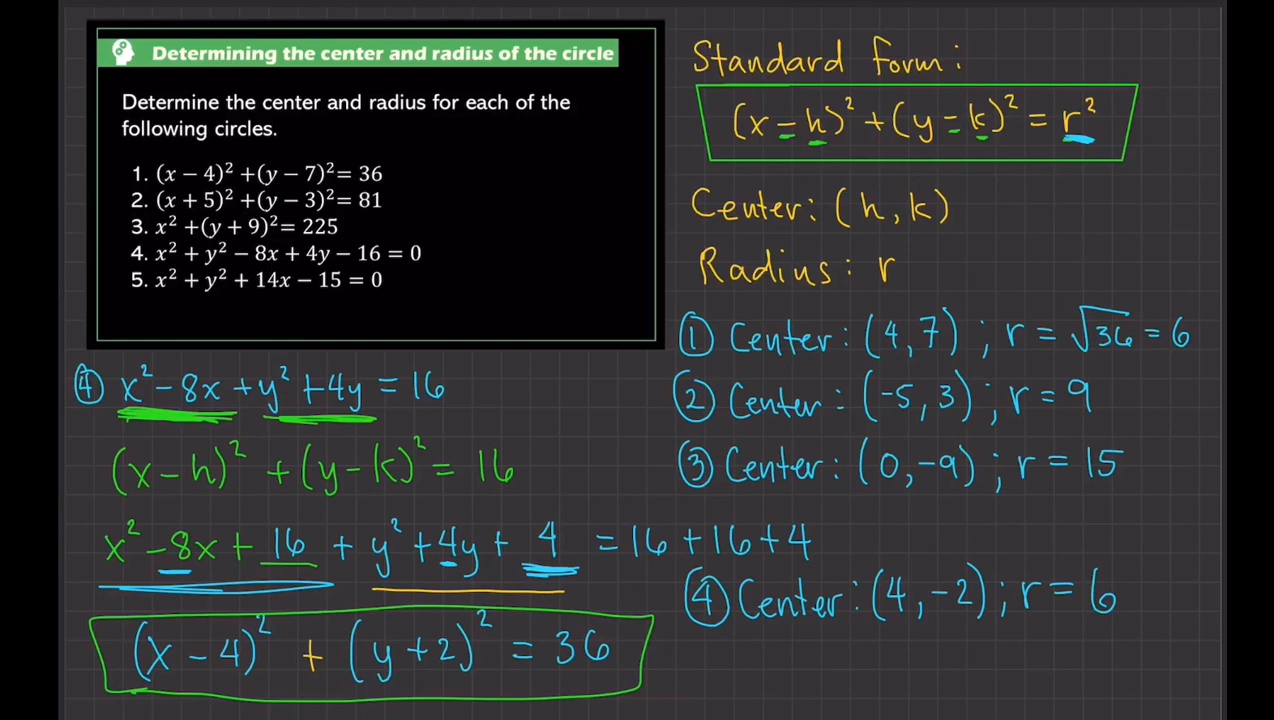 Determining the center and radius of the circle
Determine the center and radius for each of the
following circles.
1. (x − 4)² +(y − 7)²= 36
2. (x + 5)² +(y − 3)²= 81
3. x² +(y + 9)²= 225
4. x² + y² − 8x + 4y − 16 = 0
5. x² + y² + 14x − 15 = 0
Standard form:
(x − h)² + (y − k)² = r²
Center: (h, k)
Radius: r
① Center: (4, 7) ; r = √36 = 6
② Center: (-5, 3) ; r = 9
③ Center: (0, -9) ; r = 15
④ x² − 8x + y² + 4y = 16
(x − h)² + (y − k)² = 16
x² − 8x + 16 + y² + 4y + 4 = 16 + 16 + 4
(x − 4)² + (y + 2)² = 36
④ Center: (4, −2) ; r = 6